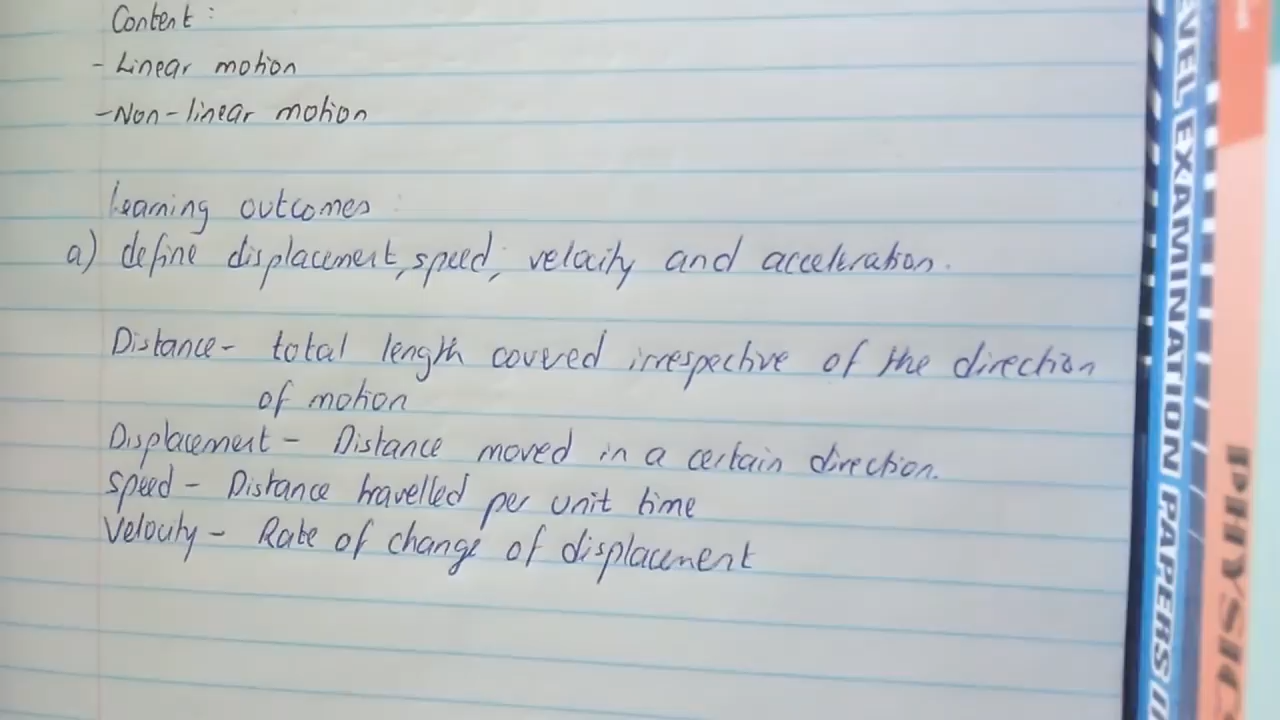 Content :
- Linear motion
- Non-linear motion
Learning outcomes :
a) define displacement, speed, velocity and acceleration.
Distance - total length covered irrespective of the direction
of motion
Displacement - Distance moved in a certain direction.
speed - Distance travelled per unit time
Velocity - Rate of change of displacement
VEL EXAMINATION PAPERS
PHYSIC